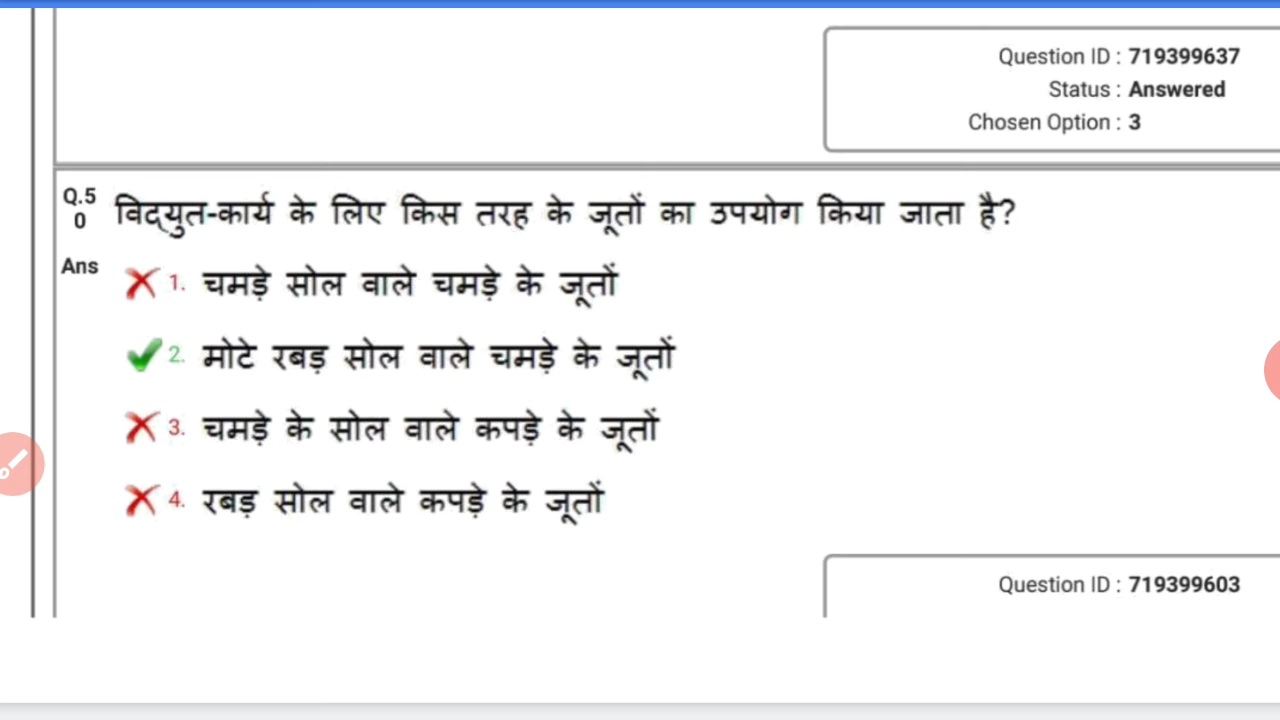 Question ID : 719399637
Status : Answered
Chosen Option : 3
Q.5
0
विद्युत-कार्य के लिए किस तरह के जूतों का उपयोग किया जाता है?
Ans
1. चमड़े सोल वाले चमड़े के जूतों
2. मोटे रबड़ सोल वाले चमड़े के जूतों
3. चमड़े के सोल वाले कपड़े के जूतों
4. रबड़ सोल वाले कपड़े के जूतों
Question ID : 719399603